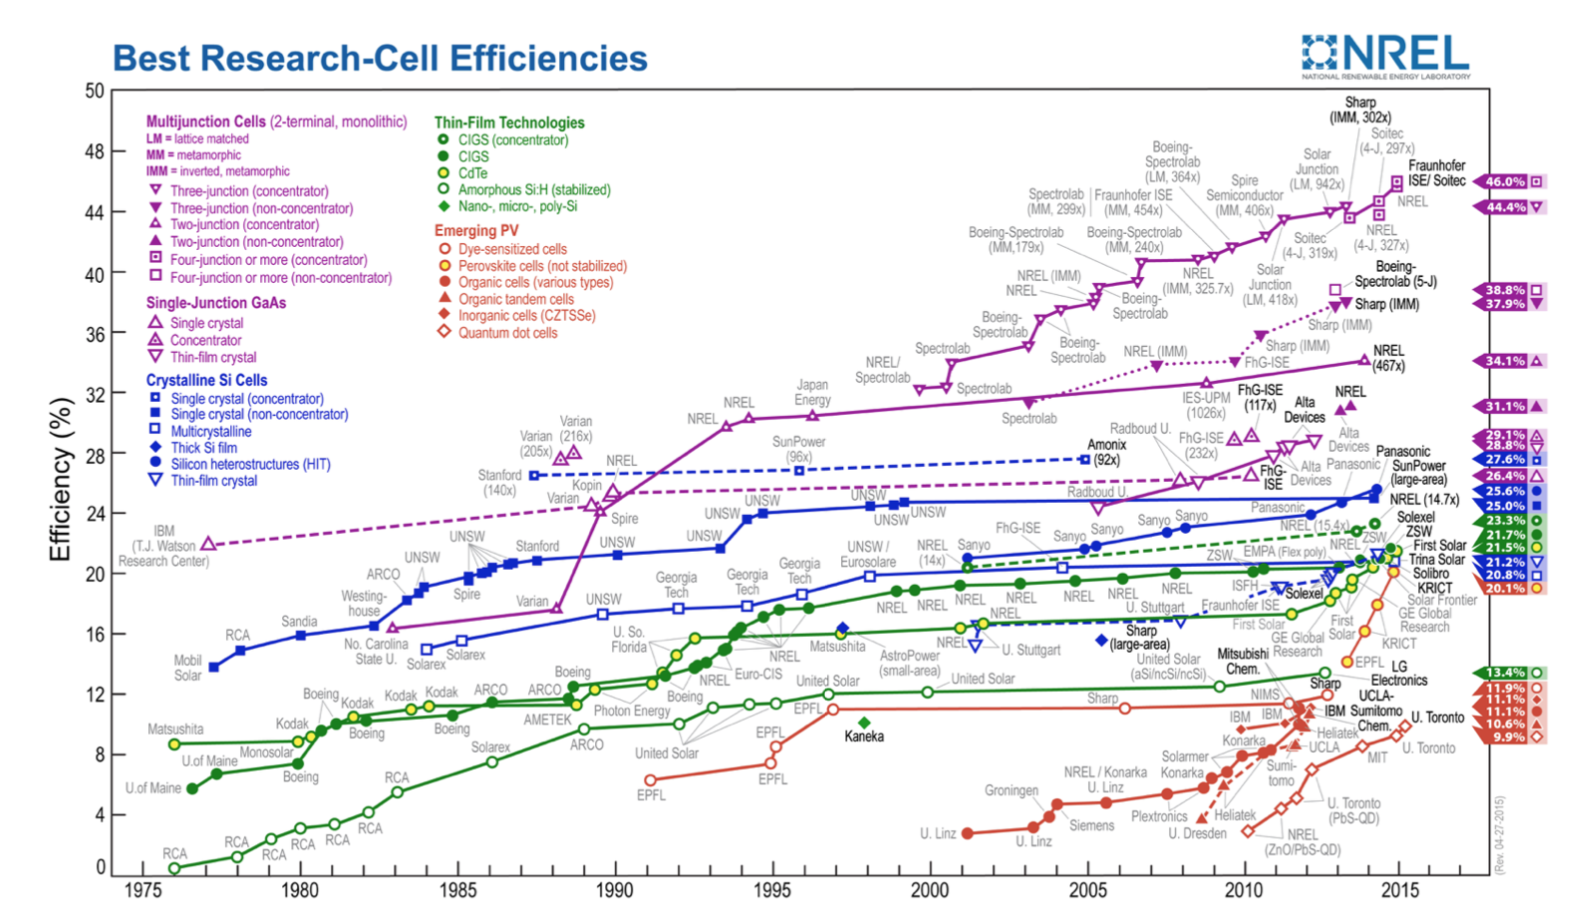 Best Research-Cell Efficiencies
NREL
NATIONAL RENEWABLE ENERGY LABORATORY
Efficiency (%)
50
48
44
40
36
32
28
24
20
16
12
8
4
0
1975
1980
1985
1990
1995
2000
2005
2010
2015
Multijunction Cells (2-terminal, monolithic)
LM = lattice matched
MM = metamorphic
IMM = inverted, metamorphic
Three-junction (concentrator)
Three-junction (non-concentrator)
Two-junction (concentrator)
Two-junction (non-concentrator)
Four-junction or more (concentrator)
Four-junction or more (non-concentrator)
Single-Junction GaAs
Single crystal
Concentrator
Thin-film crystal
Crystalline Si Cells
Single crystal (concentrator)
Single crystal (non-concentrator)
Multicrystalline
Thick Si film
Silicon heterostructures (HIT)
Thin-film crystal
Thin-Film Technologies
CIGS (concentrator)
CIGS
CdTe
Amorphous Si:H (stabilized)
Nano-, micro-, poly-Si
Emerging PV
Dye-sensitized cells
Perovskite cells (not stabilized)
Organic cells (various types)
Organic tandem cells
Inorganic cells (CZTSSe)
Quantum dot cells
Sharp
(IMM, 302x)
Soitec
(4-J, 297x)
Fraunhofer
ISE/ Soitec
NREL
NREL
(4-J, 327x)
Soitec
(4-J, 319x)
Solar
Junction
(LM, 942x)
Spire
Semiconductor
(MM, 406x)
Boeing-
Spectrolab
(LM, 364x)
Fraunhofer ISE
(MM, 454x)
Spectrolab
(MM, 299x)
Boeing-Spectrolab
(MM,179x)
Boeing-Spectrolab
(MM, 240x)
NREL
(IMM, 325.7x)
Solar
Junction
(LM, 418x)
NREL (IMM)
NREL
Boeing-
Spectrolab
Boeing-
Spectrolab
Boeing-
Spectrolab
Boeing-
Spectrolab (5-J)
Sharp (IMM)
Sharp (IMM)
Sharp (IMM)
NREL (IMM)
FhG-ISE
Spectrolab
NREL/
Spectrolab
Spectrolab
Spectrolab
NREL
(467x)
IES-UPM
(1026x)
FhG-ISE
(117x)
Alta
Devices
NREL
Alta
Devices
Alta
Devices
FhG-ISE
(232x)
FhG-
ISE
Radboud U.
Radboud U.
Amonix
(92x)
SunPower
(96x)
Japan
Energy
NREL
NREL
Varian
(216x)
Varian
(205x)
Stanford
(140x)
Kopin
NREL
Varian
Spire
IBM
(T.J. Watson
Research Center)
UNSW
UNSW
UNSW
UNSW
UNSW
UNSW
UNSW
UNSW
Stanford
Spire
ARCO
Westing-
house
Sandia
RCA
Mobil
Solar
No. Carolina
State U.
Varian
Solarex
Solarex
Georgia
Tech
Georgia
Tech
Georgia
Tech
UNSW /
Eurosolare
NREL
(14x)
Sanyo
FhG-ISE
Sanyo
Sanyo
Sanyo
Sanyo
Panasonic
Panasonic
Panasonic
SunPower
(large-area)
NREL (14.7x)
NREL (15.4x)
Solexel
ZSW
First Solar
Trina Solar
Solibro
KRICT
Solar Frontier
GE Global
Research
KRICT
EPFL
ZSW
NREL
EMPA (Flex poly)
ZSW
ISFH
Solexel
Fraunhofer ISE
First Solar
GE Global
Research
First
Solar
U. Stuttgart
U. Stuttgart
Sharp
(large-area)
AstroPower
(small-area)
Matsushita
NREL
NREL
NREL
NREL
NREL
NREL
NREL
NREL
NREL
NREL
NREL
NREL
Euro-CIS
U. So.
Florida
Boeing
Boeing
Photon Energy
AMETEK
ARCO
ARCO
Kodak
Kodak
Kodak
Kodak
Boeing
Boeing
Boeing
Monosolar
Matsushita
U.of Maine
U.of Maine
Solarex
ARCO
RCA
RCA
RCA
RCA
RCA
RCA
RCA
United Solar
United Solar
United Solar
United Solar
(aSi/ncSi/ncSi)
LG
Electronics
Kaneka
EPFL
EPFL
EPFL
EPFL
Sharp
NIMS
Sharp
Mitsubishi
Chem.
UCLA-
Sumitomo
Chem.
IBM
IBM
IBM
Heliatek
UCLA
Sumi-
tomo
Konarka
Solarmer
Konarka
Heliatek
Plextronics
U. Dresden
NREL / Konarka
U. Linz
Groningen
Siemens
U. Linz
U. Linz
U. Toronto
U. Toronto
MIT
U. Toronto
(PbS-QD)
NREL
(ZnO/PbS-QD)
46.0%
44.4%
38.8%
37.9%
34.1%
31.1%
29.1%
28.8%
27.6%
26.4%
25.6%
25.0%
23.3%
21.7%
21.5%
21.2%
20.8%
20.1%
13.4%
11.9%
11.1%
11.1%
10.6%
9.9%
(Rev. 04-27-2015)